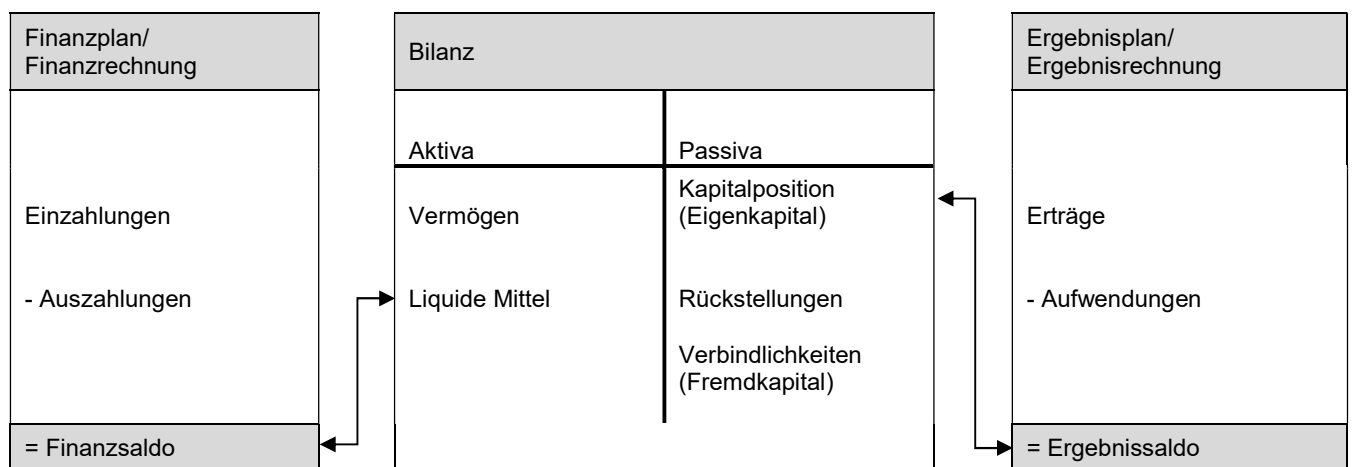 Finanzplan/
Finanzrechnung
Einzahlungen
- Auszahlungen
= Finanzsaldo
Bilanz
Aktiva
Passiva
Vermögen
Kapitalposition
(Eigenkapital)
Liquide Mittel
Rückstellungen
Verbindlichkeiten
(Fremdkapital)
Ergebnisplan/
Ergebnisrechnung
Erträge
- Aufwendungen
= Ergebnissaldo